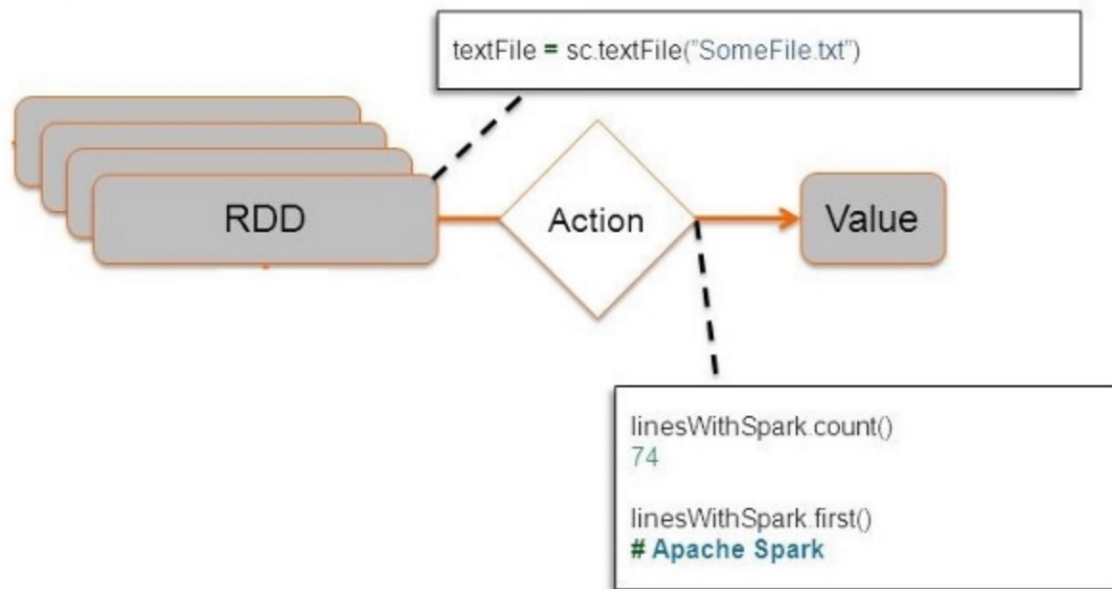 textFile = sc.textFile("SomeFile.txt")
RDD
Action
Value
linesWithSpark.count()
74
linesWithSpark.first()
# Apache Spark